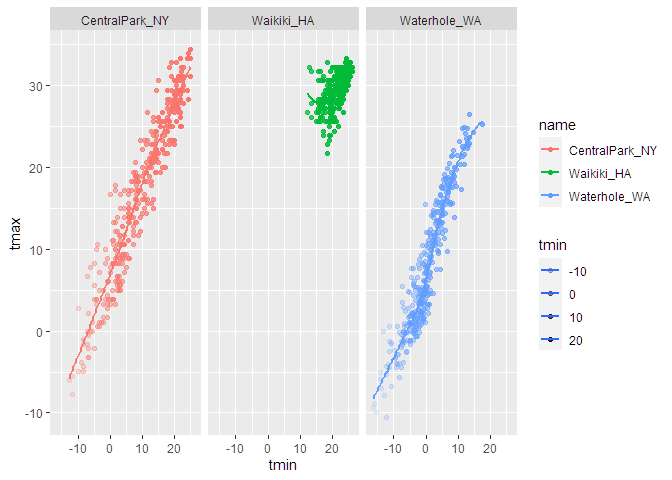 CentralPark_NY Waikiki_HA Waterhole_WA
30
20
10
0
-10
tmax
-10 0 10 20 -10 0 10 20 -10 0 10 20
tmin
name
CentralPark_NY
Waikiki_HA
Waterhole_WA
tmin
-10
0
10
20